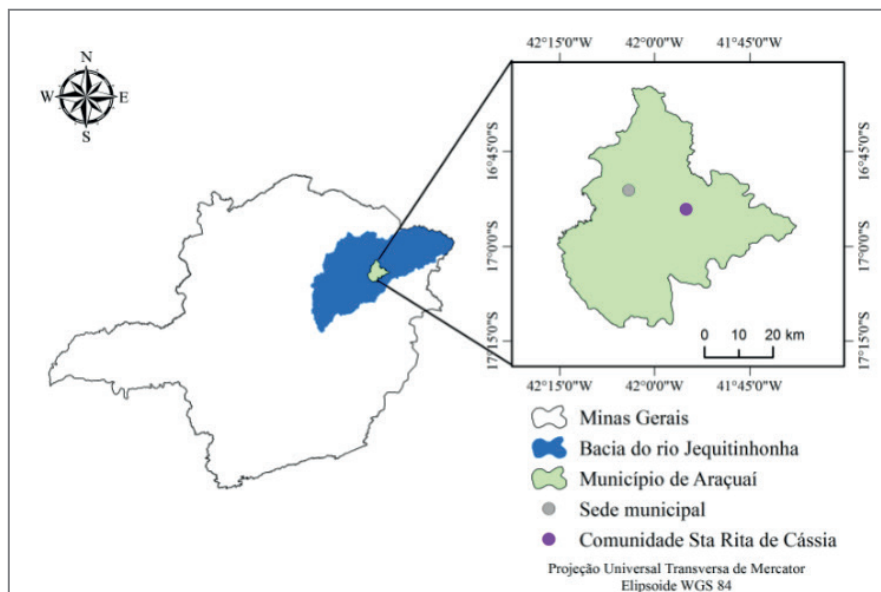 N
W E
S
42°15'0"W 42°0'0"W 41°45'0"W
16°45'0"S 16°45'0"S
17°0'0"S 17°0'0"S
17°15'0"S 17°15'0"S
0 10 20 km
42°15'0"W 42°0'0"W 41°45'0"W
Minas Gerais
Bacia do rio Jequitinhonha
Município de Araçuaí
Sede municipal
Comunidade Sta Rita de Cássia
Projeção Universal Transversa de Mercator
Elipsoide WGS 84